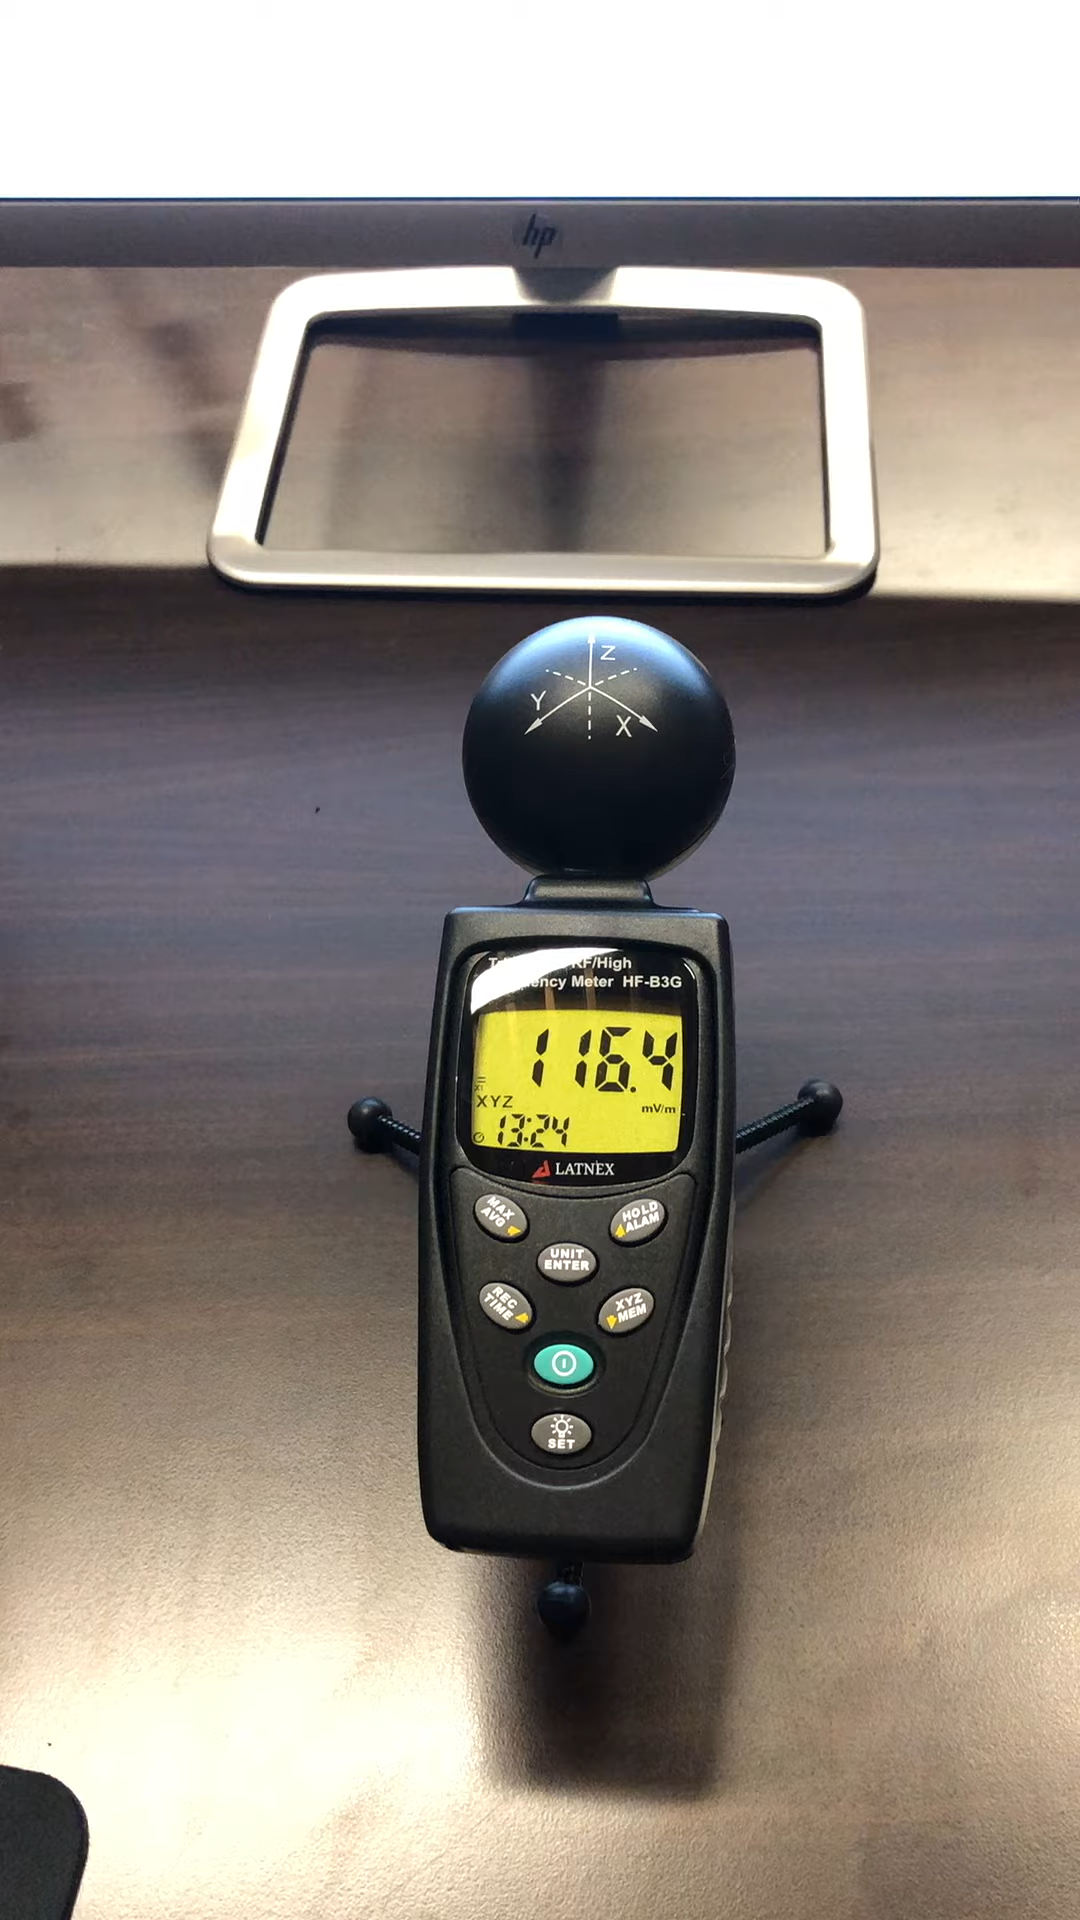 hp
Z
Y
X
RF/High
Meter HF-B3G
116.4
mV/m
XYZ
13:24
LATNEX
MAX
AVG
HOLD
ALAM
UNIT
ENTER
REC
TIME
XYZ
MEM
SET